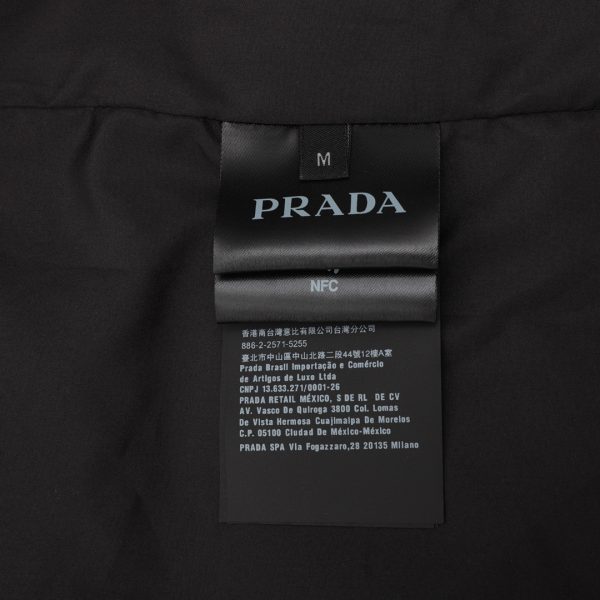 M
PRADA
NFC
香港商台灣意比有限公司台灣分公司
886-2-2571-5255
臺北市中山區中山北路二段44號12樓A室
Prada Brasil Importação e Comércio
de Artigos de Luxo Ltda
CNPJ 13.633.271/0001-26
PRADA RETAIL MÉXICO, S DE RL DE CV
AV. Vasco De Quiroga 3800 Col. Lomas
De Vista Hermosa Cuajimalpa De Morelos
C.P. 05100 Ciudad De México-México
PRADA SPA Via Fogazzaro,28 20135 Milano